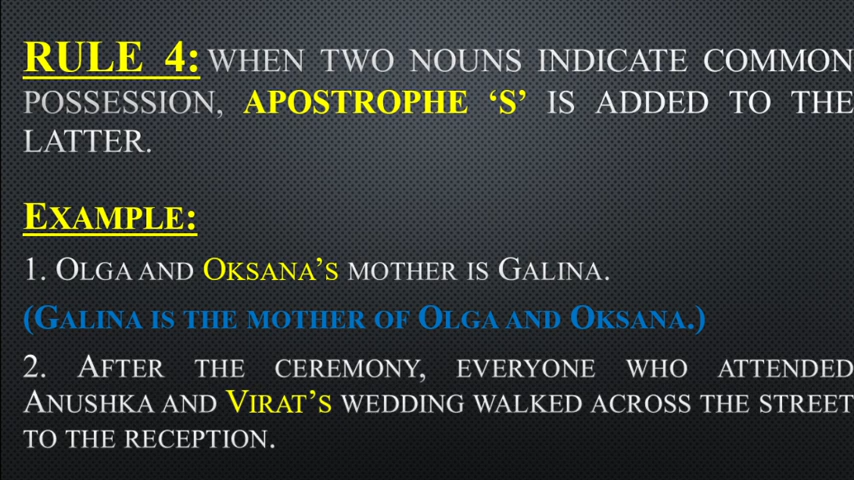 RULE 4: WHEN TWO NOUNS INDICATE COMMON
POSSESSION, APOSTROPHE ‘S’ IS ADDED TO THE
LATTER.
EXAMPLE:
1. OLGA AND OKSANA’S MOTHER IS GALINA.
(GALINA IS THE MOTHER OF OLGA AND OKSANA.)
2. AFTER THE CEREMONY, EVERYONE WHO ATTENDED
ANUSHKA AND VIRAT’S WEDDING WALKED ACROSS THE STREET
TO THE RECEPTION.